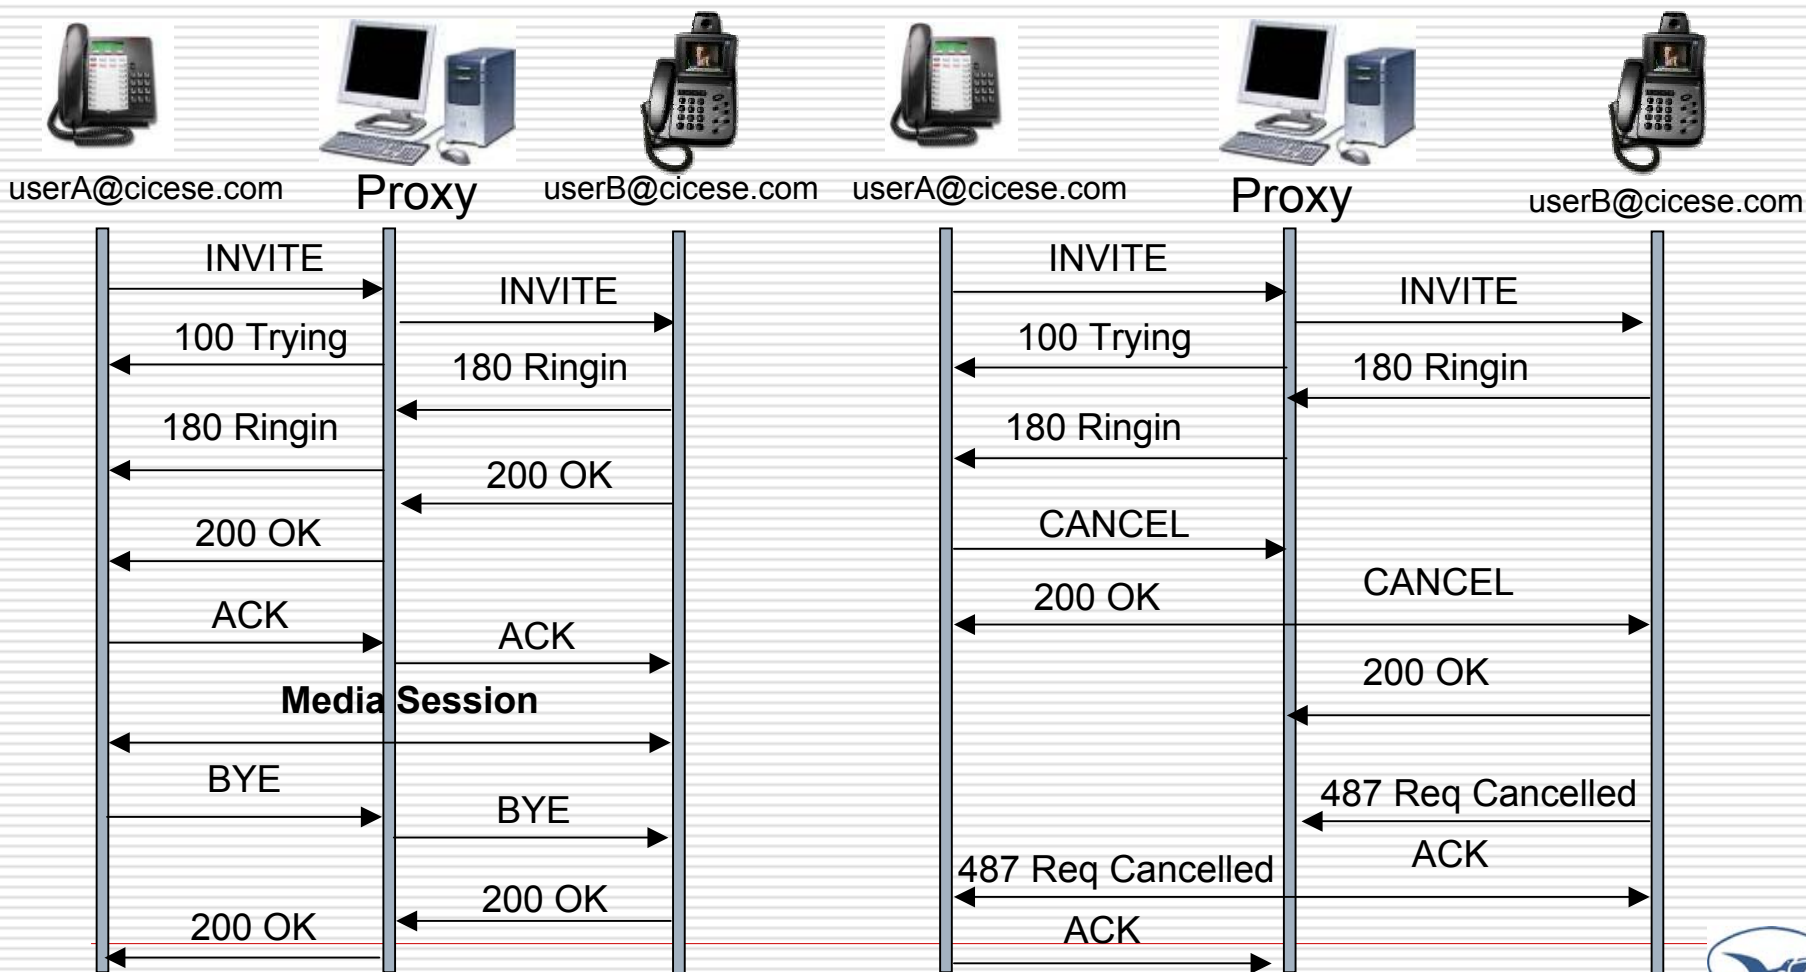 userA@cicese.com
Proxy
userB@cicese.com
INVITE
INVITE
100 Trying
180 Ringin
180 Ringin
200 OK
200 OK
ACK
ACK
Media Session
BYE
BYE
200 OK
200 OK
userA@cicese.com
Proxy
userB@cicese.com
INVITE
INVITE
100 Trying
180 Ringin
180 Ringin
CANCEL
CANCEL
200 OK
200 OK
487 Req Cancelled
ACK
487 Req Cancelled
ACK